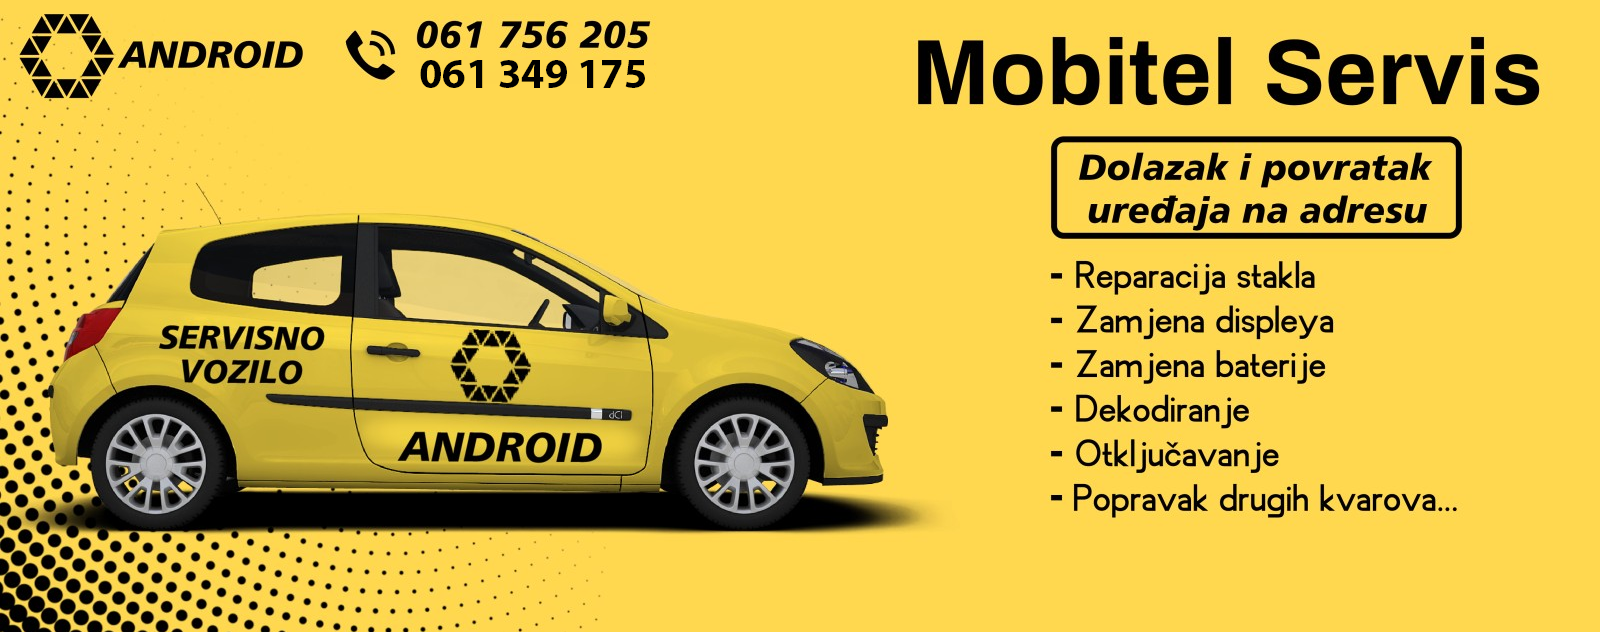 ANDROID
061 756 205
061 349 175
Mobitel Servis
Dolazak i povratak
uređaja na adresu
- Reparacija stakla
- Zamjena displeya
- Zamjena baterije
- Dekodiranje
- Otključavanje
- Popravak drugih kvarova...
SERVISNO
VOZILO
dCi
ANDROID